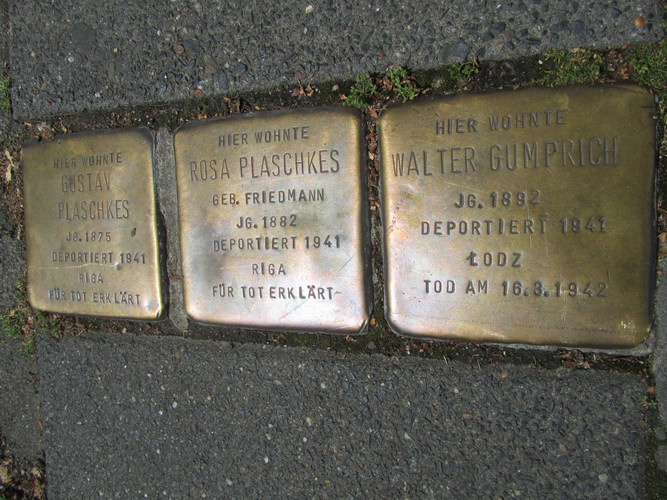 HIER WOHNTE
GUSTAV
PLASCHKES
JG. 1875
DEPORTIERT 1941
RIGA
FÜR TOT ERKLÄRT
HIER WOHNTE
ROSA PLASCHKES
GEB. FRIEDMANN
JG. 1882
DEPORTIERT 1941
RIGA
FÜR TOT ERKLÄRT
HIER WOHNTE
WALTER GUMPRICH
JG. 1892
DEPORTIERT 1941
ŁODZ
TOD AM 16.3.1942